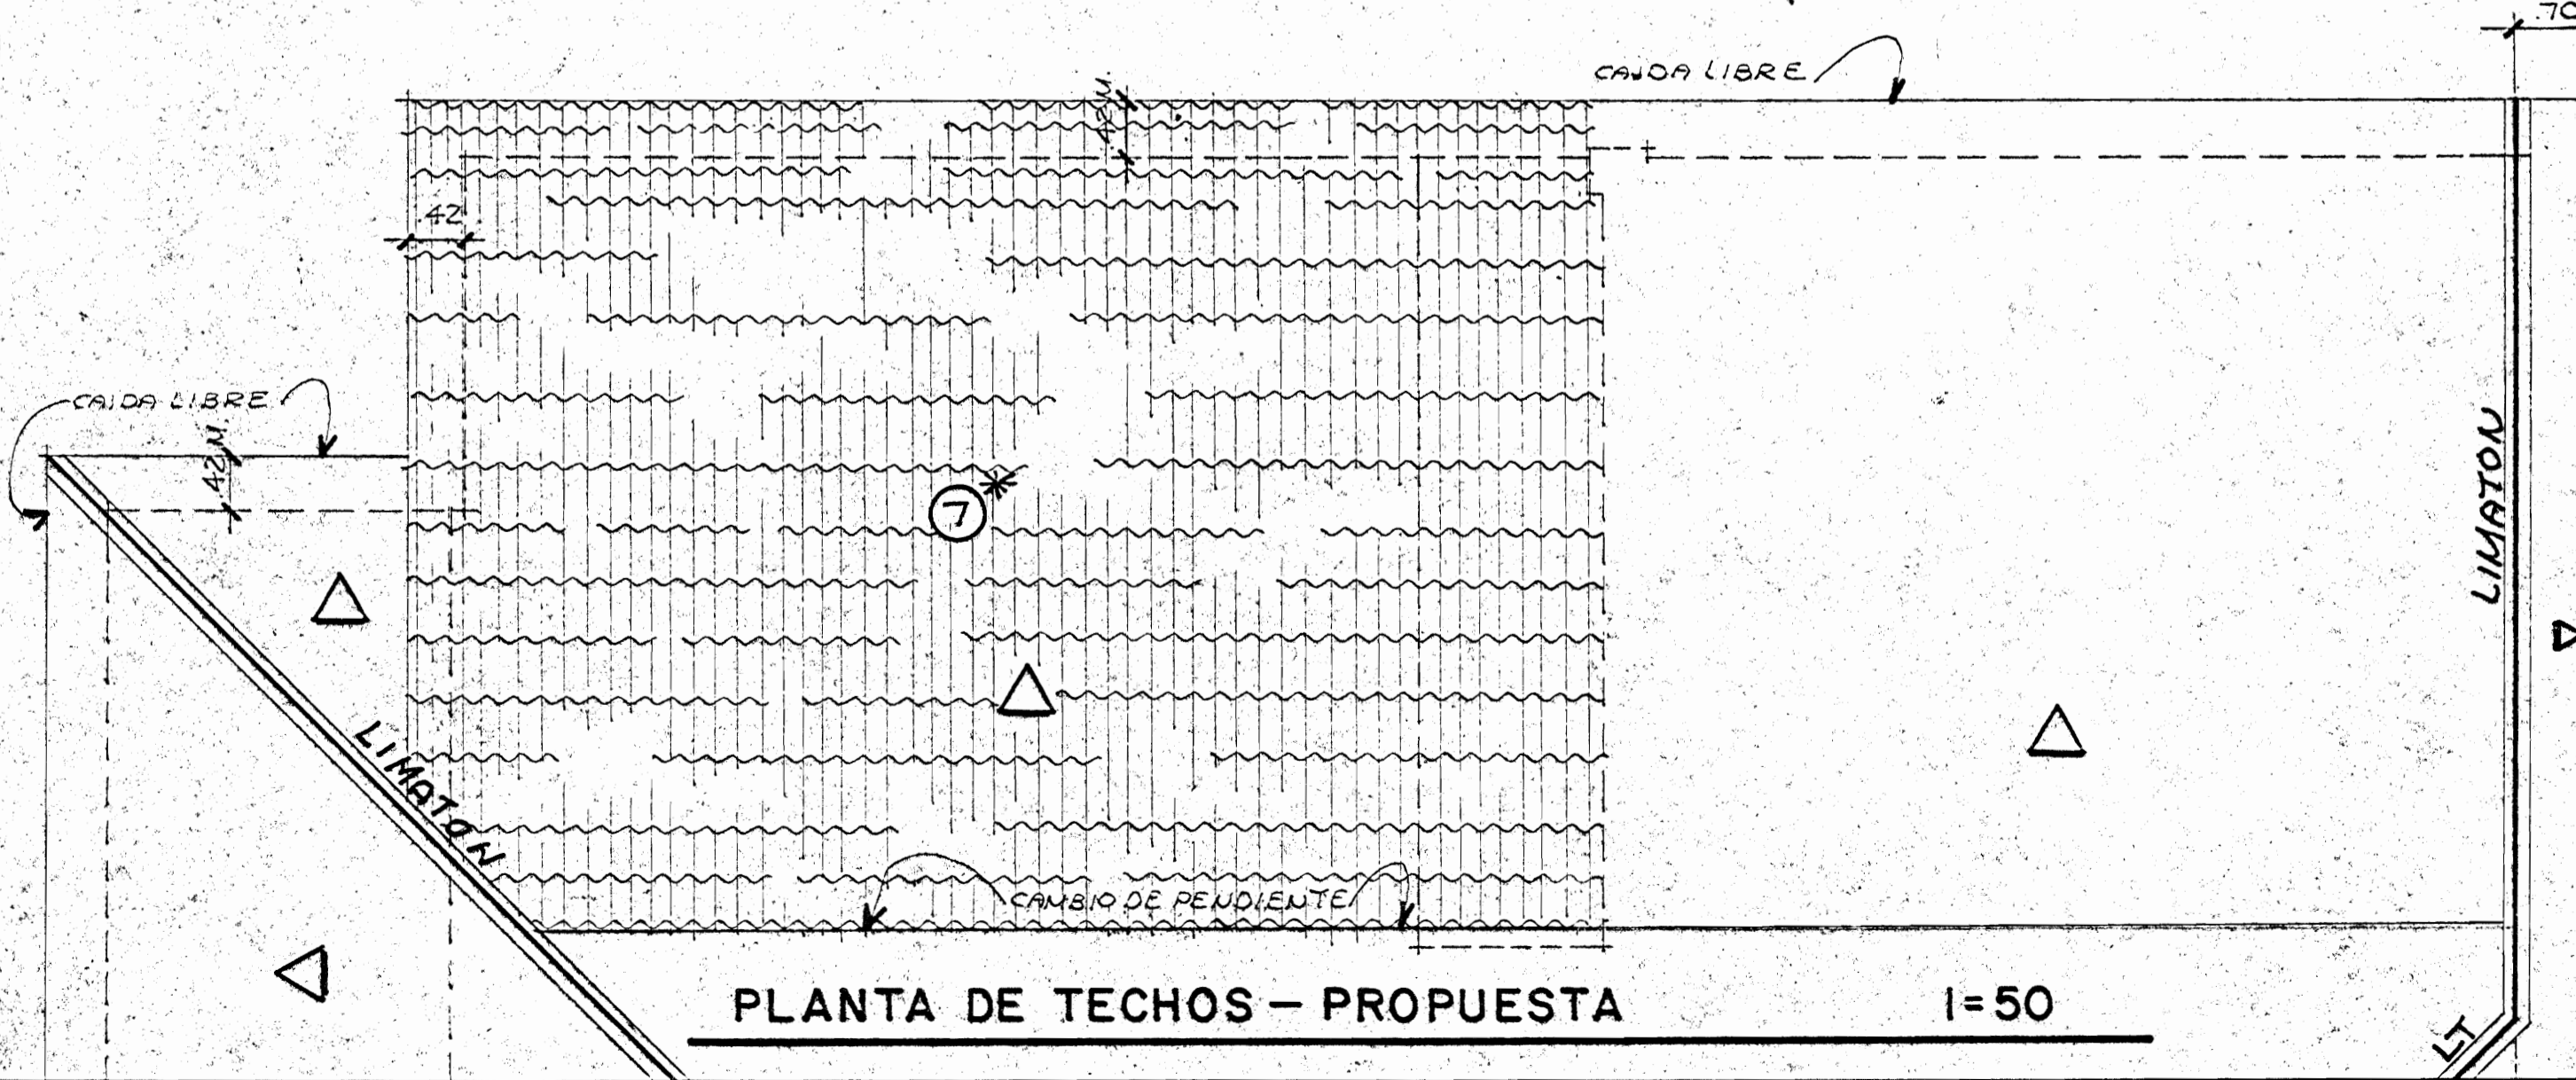 .70
CAIDA LIBRE
.42 M.
.42
CAIDA LIBRE
.42 M.
7
LIMATON
LIMATON
CAMBIO DE PENDIENTE
PLANTA DE TECHOS — PROPUESTA 1=50
LT